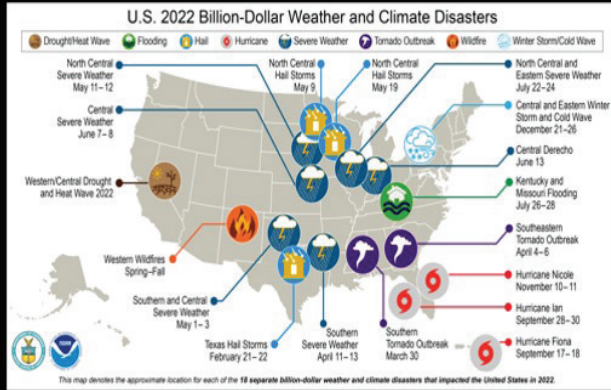 U.S. 2022 Billion-Dollar Weather and Climate Disasters
Drought/Heat Wave
Flooding
Hail
Hurricane
Severe Weather
Tornado Outbreak
Wildfire
Winter Storm/Cold Wave
North Central
Severe Weather
May 11–12
North Central
Hail Storms
May 9
North Central
Hail Storms
May 19
North Central and
Eastern Severe Weather
July 22–24
Central
Severe Weather
June 7–8
Central and Eastern Winter
Storm and Cold Wave
December 21–26
Central Derecho
June 13
Western/Central Drought
and Heat Wave 2022
Kentucky and
Missouri Flooding
July 26–28
Southeastern
Tornado Outbreak
April 4–6
Western Wildfires
Spring–Fall
Hurricane Nicole
November 10–11
Southern and Central
Severe Weather
May 1–3
Hurricane Ian
September 28–30
Texas Hail Storms
February 21–22
Southern
Severe Weather
April 11–13
Southern
Tornado Outbreak
March 30
Hurricane Fiona
September 17–18
NOAA
This map denotes the approximate location for each of the 18 separate billion-dollar weather and climate disasters that impacted the United States in 2022.